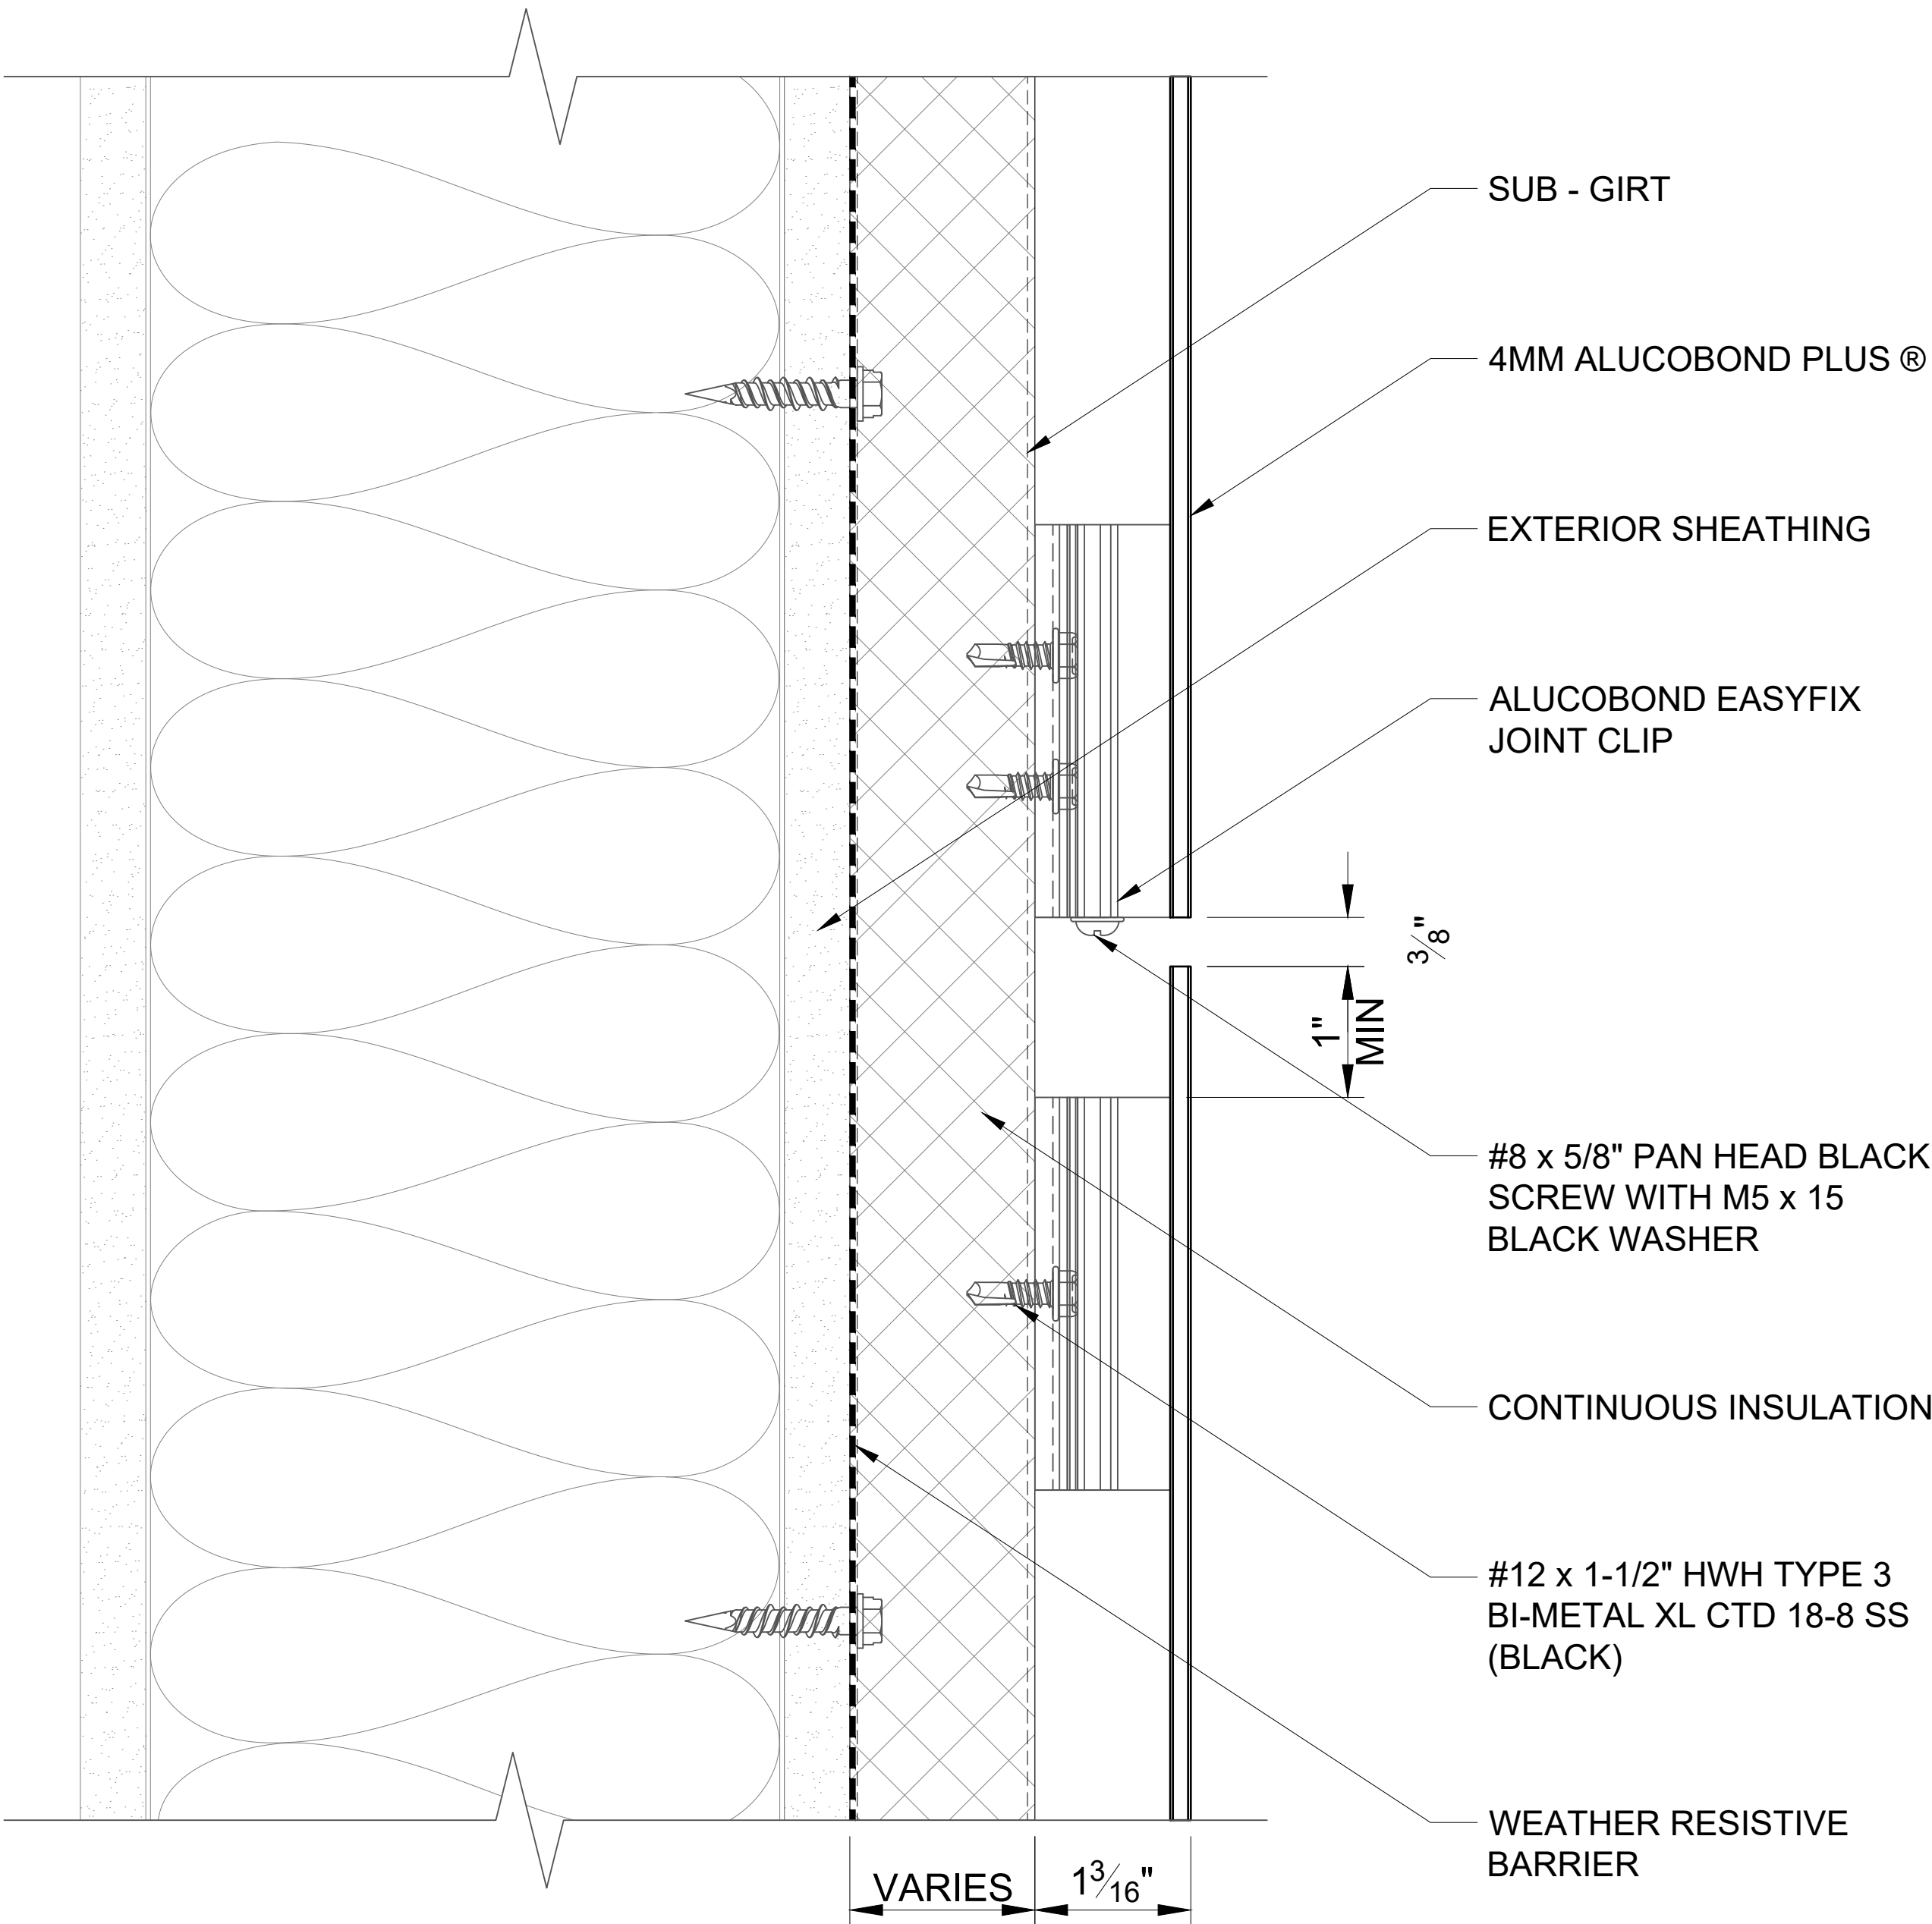 SUB - GIRT
4MM ALUCOBOND PLUS ®
EXTERIOR SHEATHING
ALUCOBOND EASYFIX
JOINT CLIP
3/8"
1"
MIN
#8 x 5/8" PAN HEAD BLACK
SCREW WITH M5 x 15
BLACK WASHER
CONTINUOUS INSULATION
#12 x 1-1/2" HWH TYPE 3
BI-METAL XL CTD 18-8 SS
(BLACK)
WEATHER RESISTIVE
BARRIER
VARIES
1 3/16"